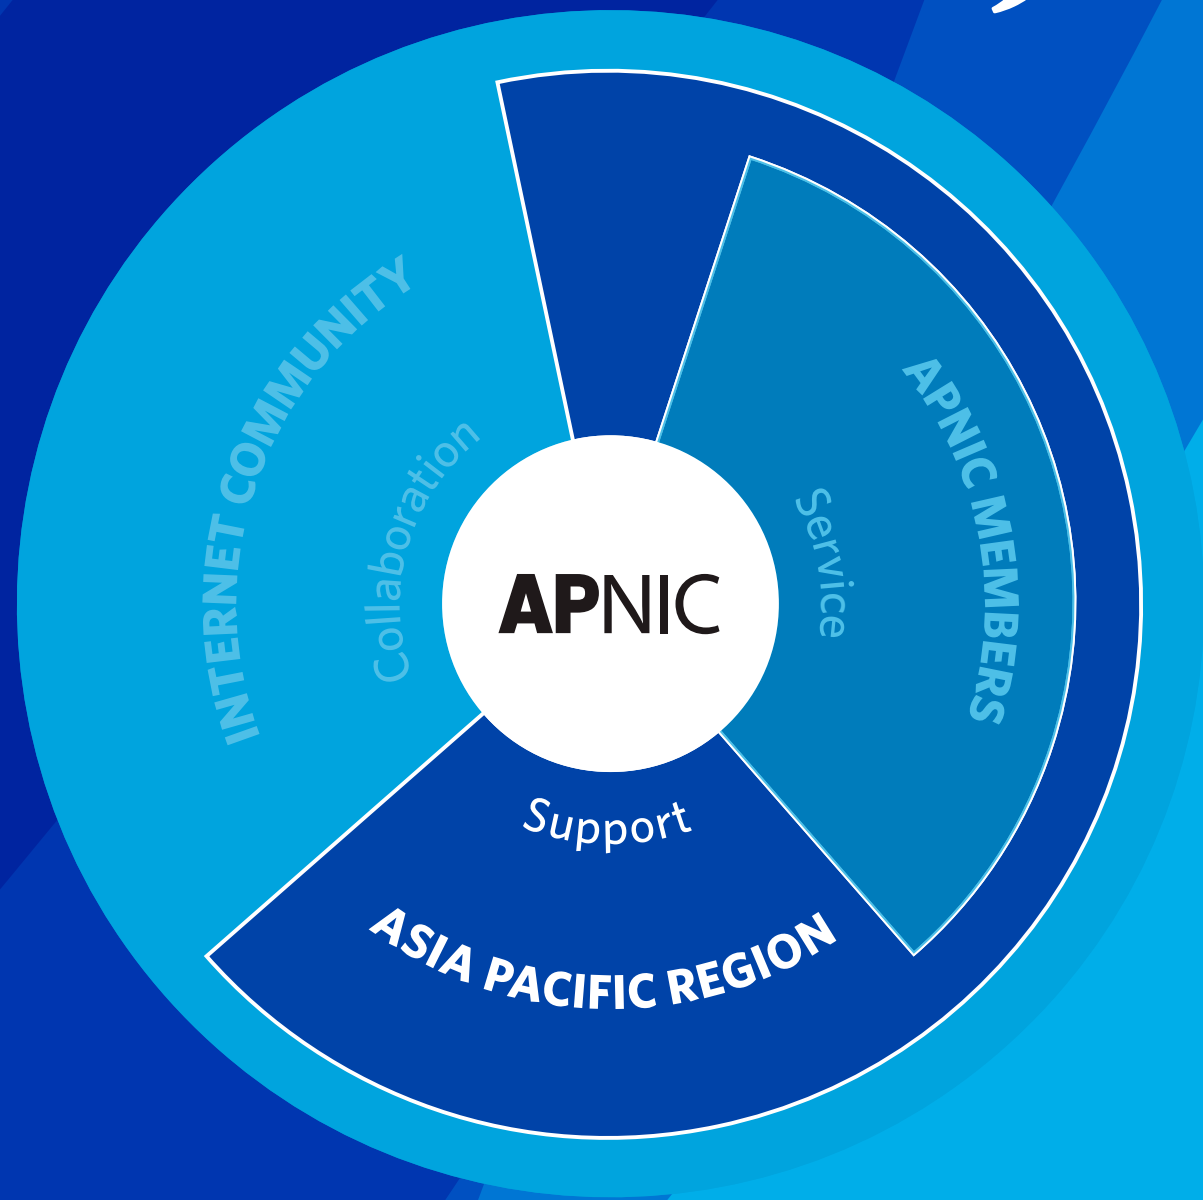 INTERNET COMMUNITY
Collaboration
APNIC
Service
APNIC MEMBERS
Support
ASIA PACIFIC REGION